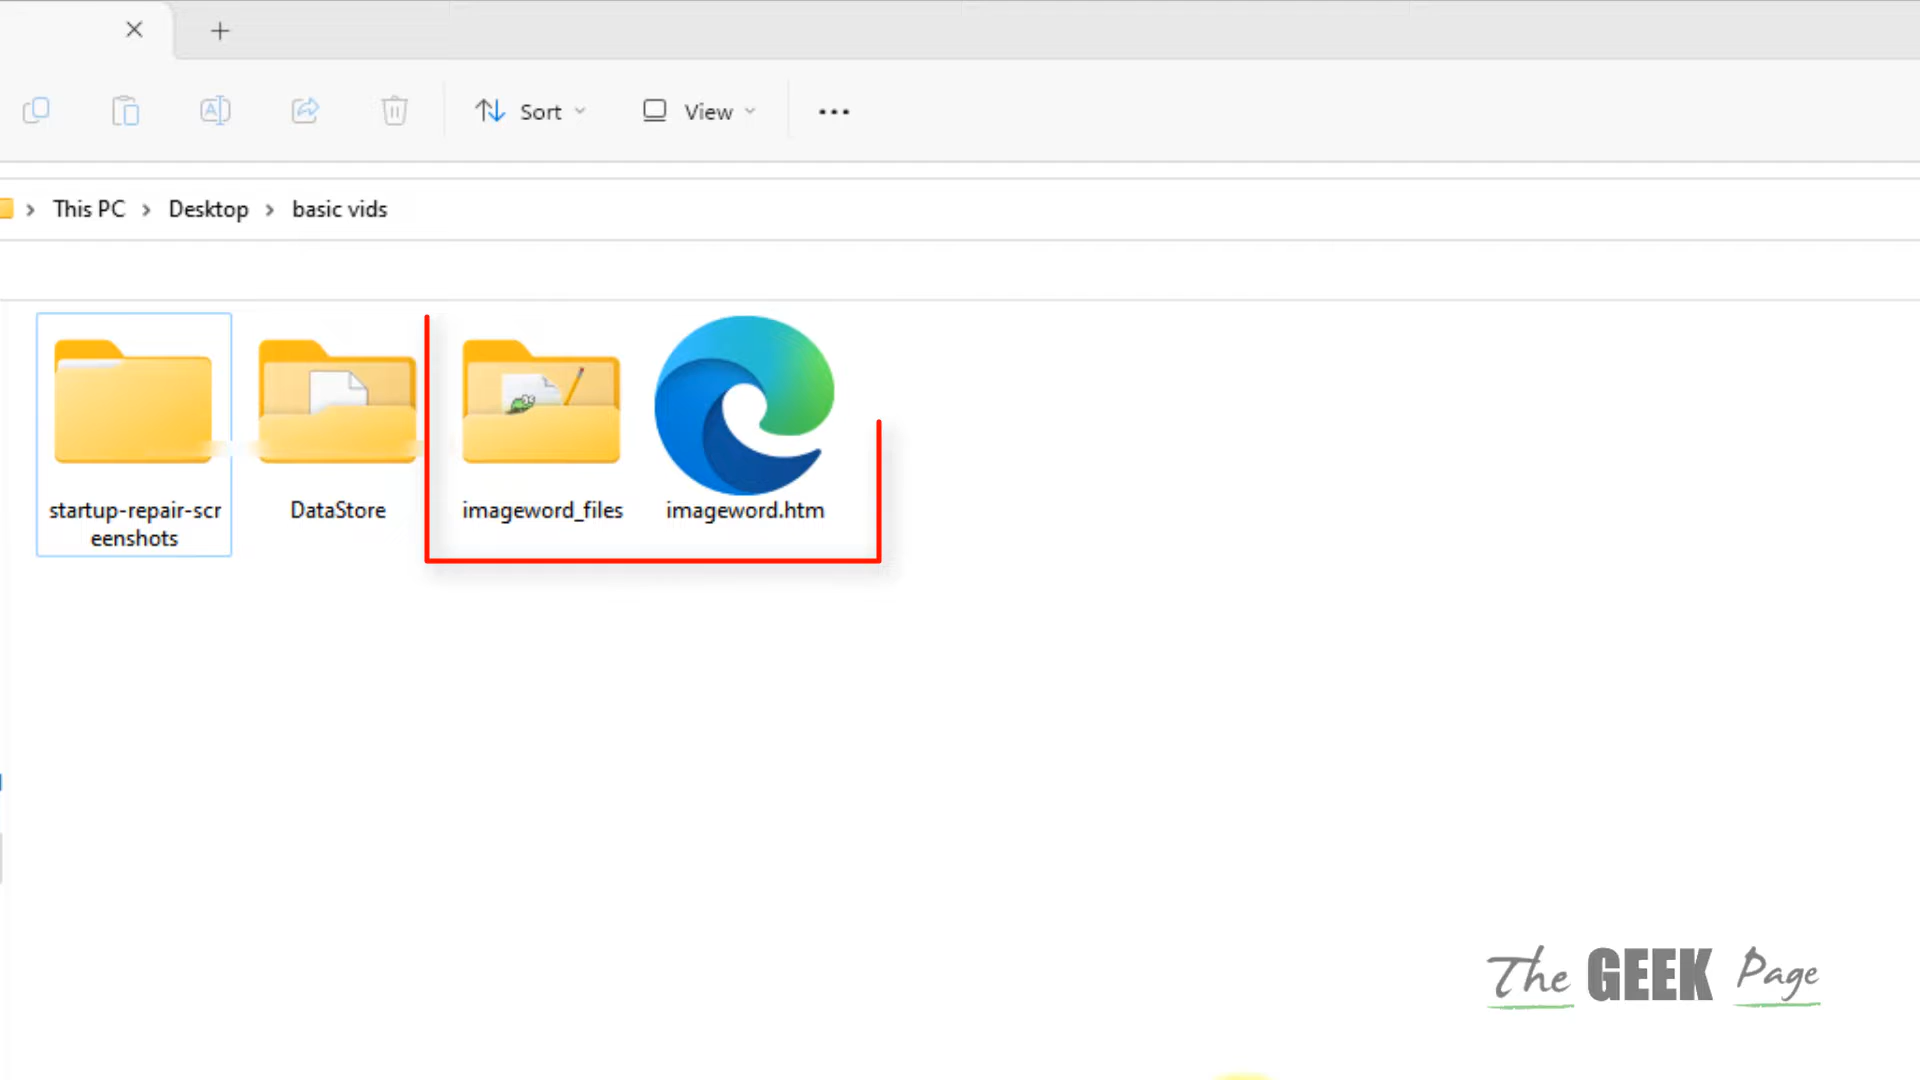 Sort
View
This PC
Desktop
basic vids
startup-repair-scr
eenshots
DataStore
imageword_files
imageword.htm
The GEEK Page